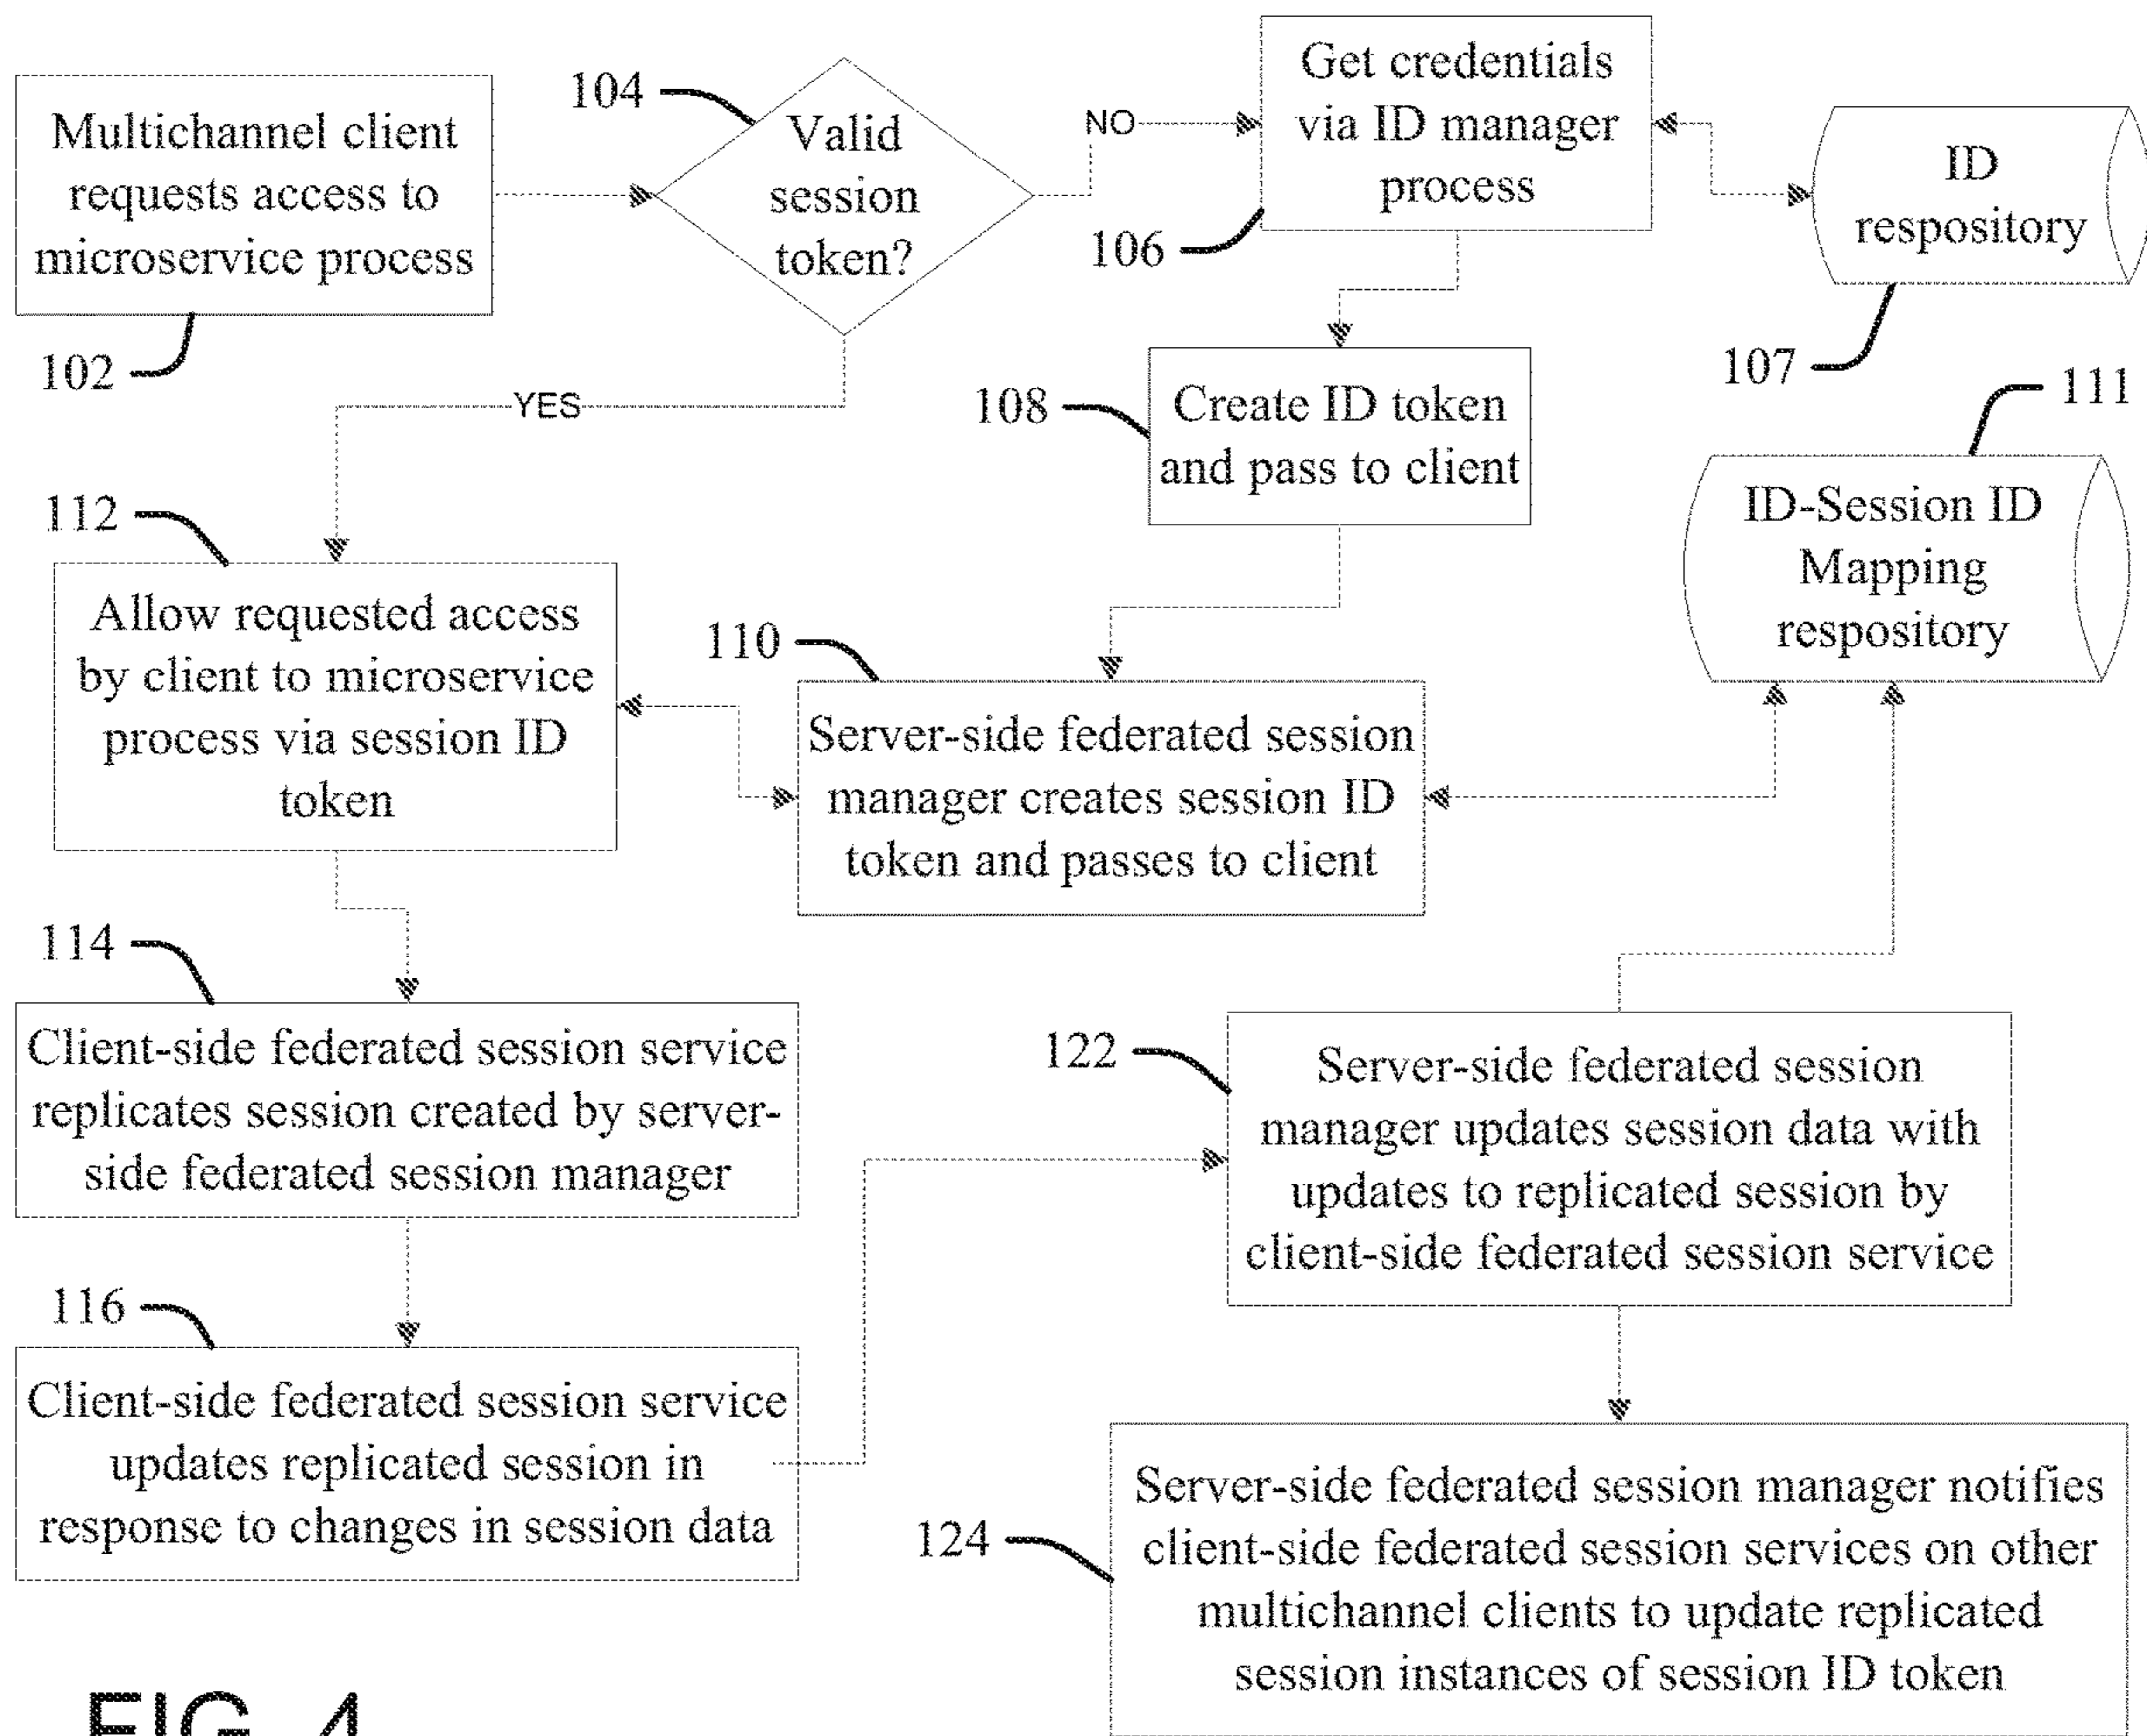 Multichannel client
requests access to
microservice process
102
104
Valid
session
token?
NO
YES
Get credentials
via ID manager
process
106
ID
respository
107
108
Create ID token
and pass to client
111
ID-Session ID
Mapping
respository
112
Allow requested access
by client to microservice
process via session ID
token
110
Server-side federated session
manager creates session ID
token and passes to client
114
Client-side federated session service
replicates session created by server-
side federated session manager
116
Client-side federated session service
updates replicated session in
response to changes in session data
122
Server-side federated session
manager updates session data with
updates to replicated session by
client-side federated session service
124
Server-side federated session manager notifies
client-side federated session services on other
multichannel clients to update replicated
session instances of session ID token
FIG. 4